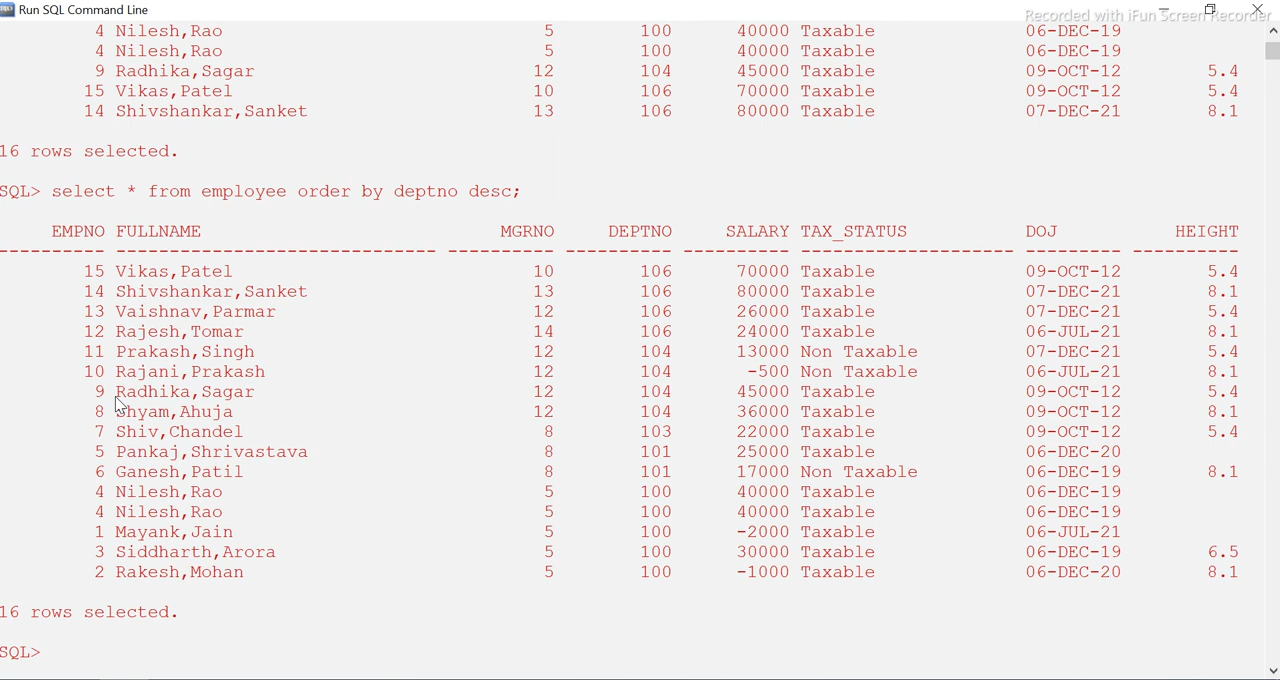 Run SQL Command Line
Recorded with iFun Screen Recorder
4 Nilesh,Rao 5 100 40000 Taxable 06-DEC-19
4 Nilesh,Rao 5 100 40000 Taxable 06-DEC-19
9 Radhika,Sagar 12 104 45000 Taxable 09-OCT-12 5.4
15 Vikas,Patel 10 106 70000 Taxable 09-OCT-12 5.4
14 Shivshankar,Sanket 13 106 80000 Taxable 07-DEC-21 8.1
16 rows selected.
SQL> select * from employee order by deptno desc;
EMPNO FULLNAME MGRNO DEPTNO SALARY TAX_STATUS DOJ HEIGHT
---------- ------------------------------ ---------- ---------- ---------- -------------------- --------- ----------
15 Vikas,Patel 10 106 70000 Taxable 09-OCT-12 5.4
14 Shivshankar,Sanket 13 106 80000 Taxable 07-DEC-21 8.1
13 Vaishnav,Parmar 12 106 26000 Taxable 07-DEC-21 5.4
12 Rajesh,Tomar 14 106 24000 Taxable 06-JUL-21 8.1
11 Prakash,Singh 12 104 13000 Non Taxable 07-DEC-21 5.4
10 Rajani,Prakash 12 104 -500 Non Taxable 06-JUL-21 8.1
9 Radhika,Sagar 12 104 45000 Taxable 09-OCT-12 5.4
8 Shyam,Ahuja 12 104 36000 Taxable 09-OCT-12 8.1
7 Shiv,Chandel 8 103 22000 Taxable 09-OCT-12 5.4
5 Pankaj,Shrivastava 8 101 25000 Taxable 06-DEC-20
6 Ganesh,Patil 8 101 17000 Non Taxable 06-DEC-19 8.1
4 Nilesh,Rao 5 100 40000 Taxable 06-DEC-19
4 Nilesh,Rao 5 100 40000 Taxable 06-DEC-19
1 Mayank,Jain 5 100 -2000 Taxable 06-JUL-21
3 Siddharth,Arora 5 100 30000 Taxable 06-DEC-19 6.5
2 Rakesh,Mohan 5 100 -1000 Taxable 06-DEC-20 8.1
16 rows selected.
SQL>